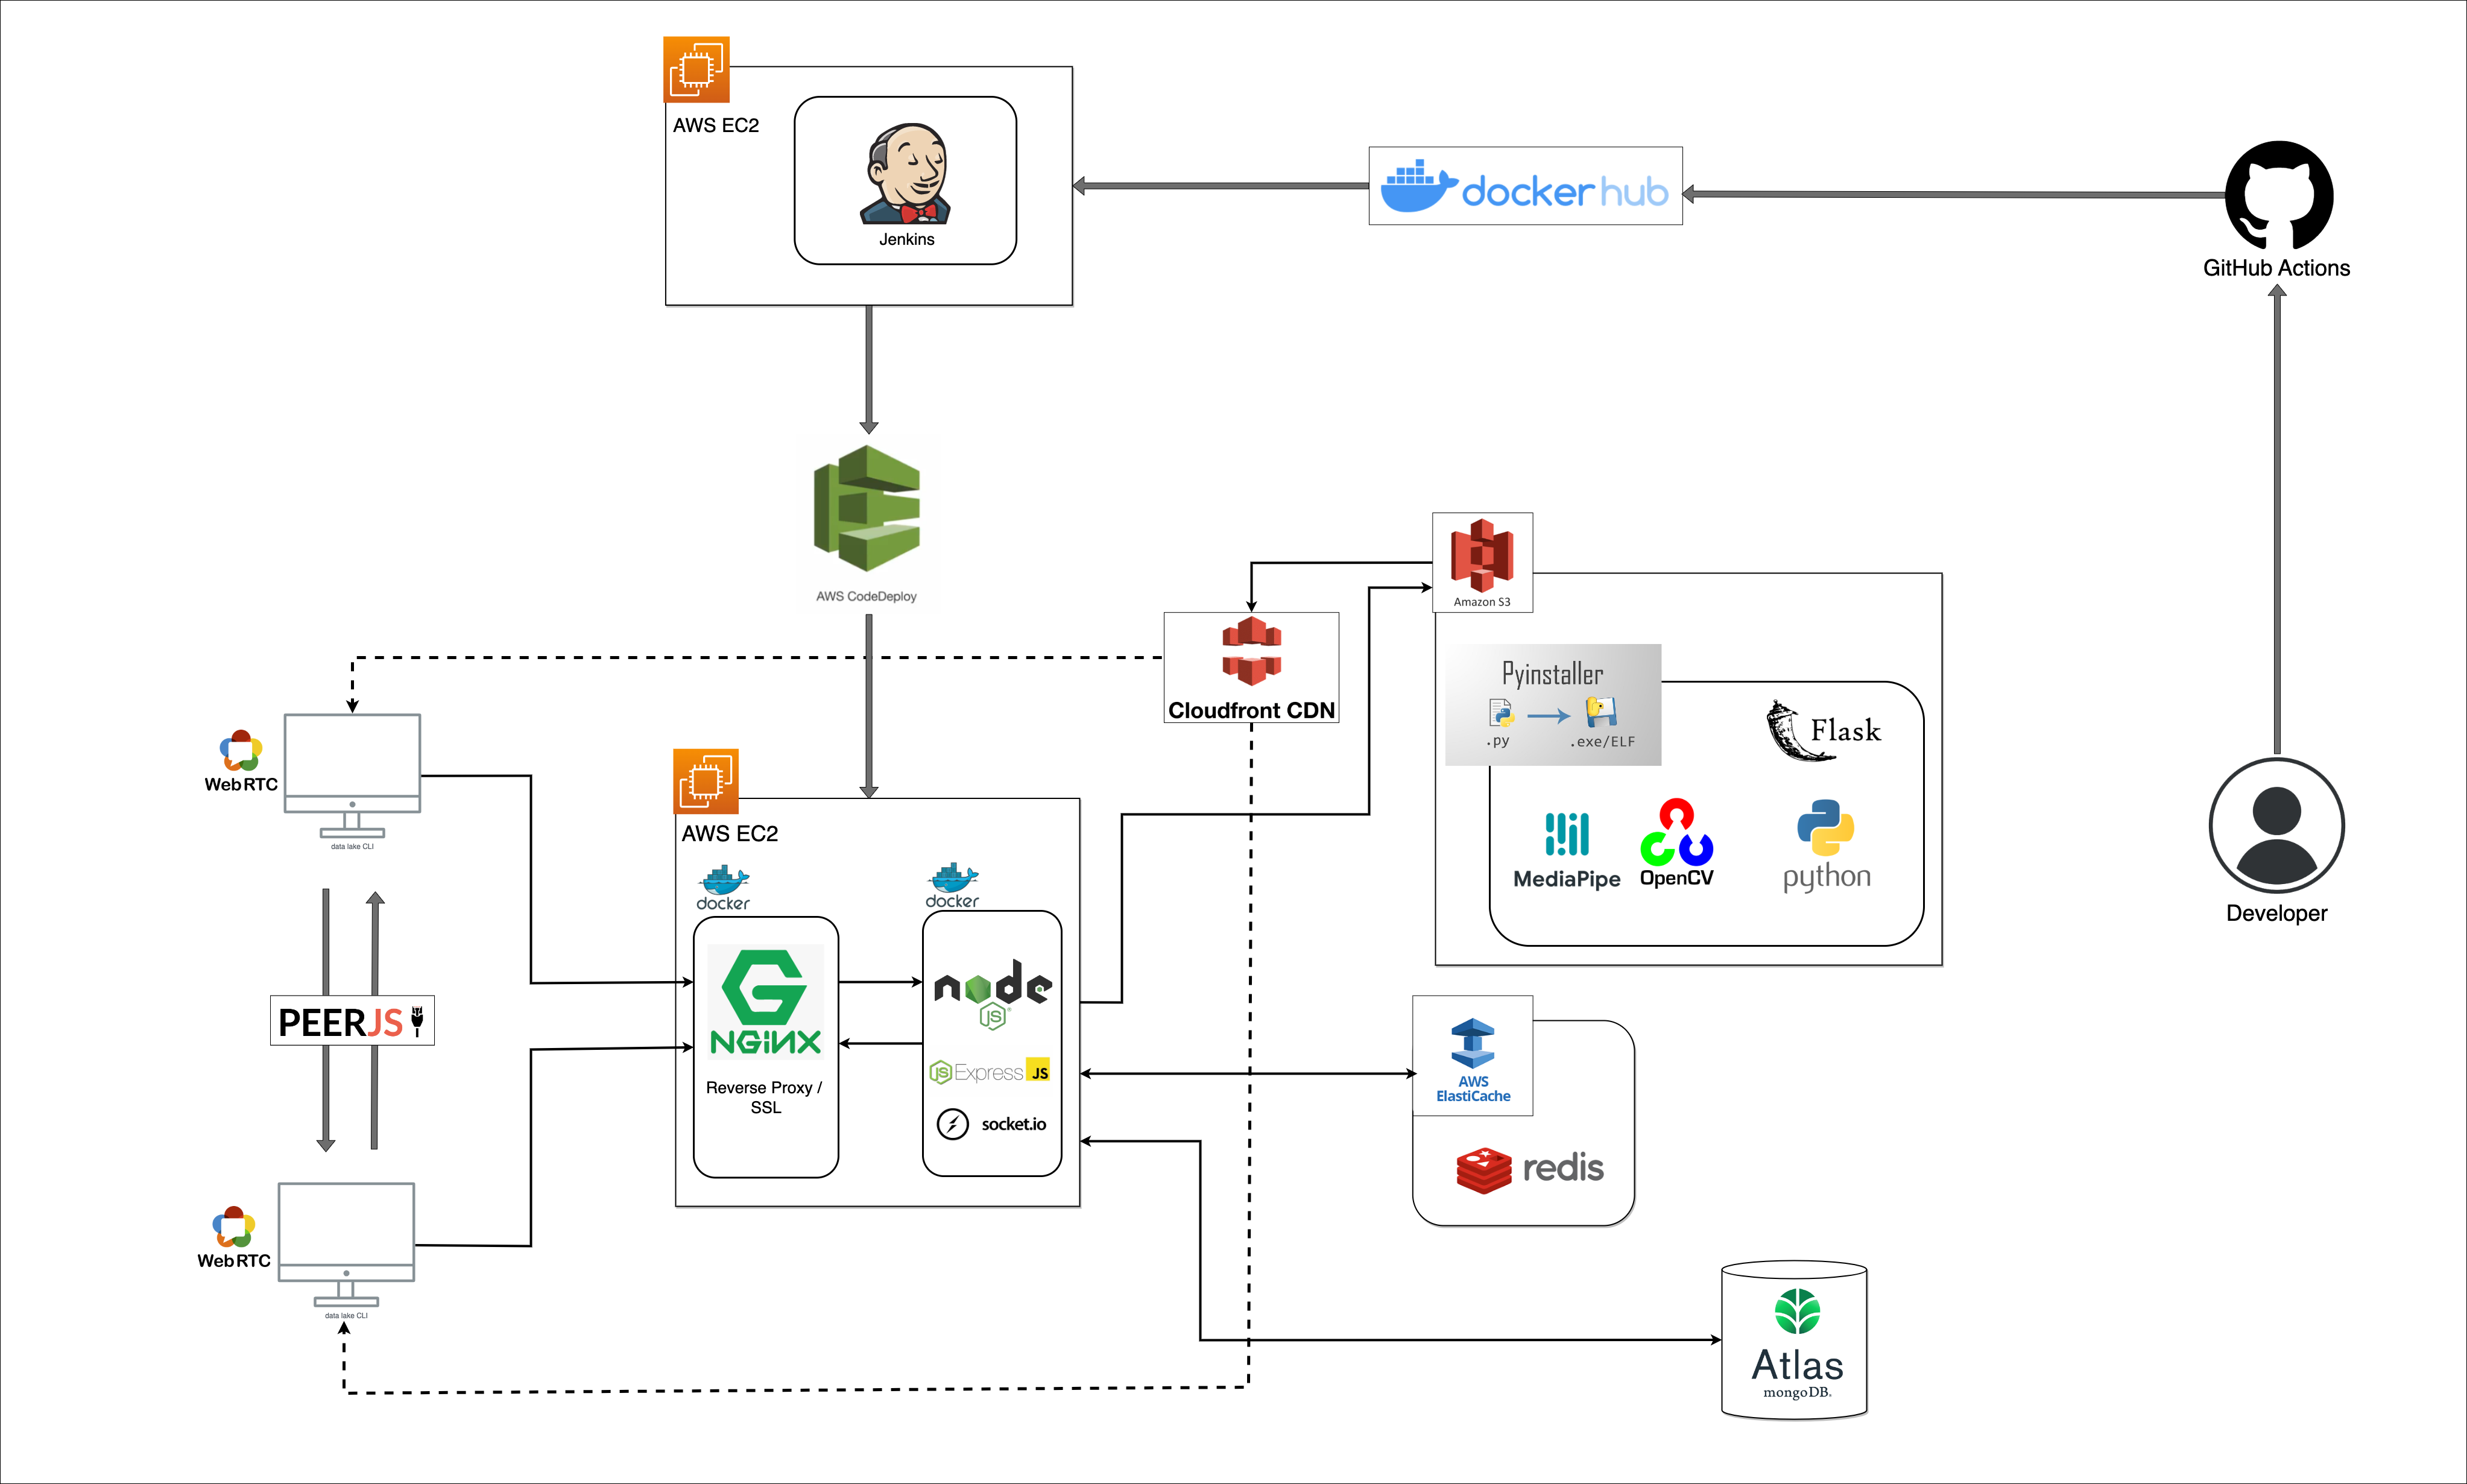 AWS EC2
Jenkins
docker hub
GitHub Actions
AWS CodeDeploy
Amazon S3
Cloudfront CDN
Pyinstaller
.py
.exe/ELF
Flask
MediaPipe
OpenCV
python
Developer
WebRTC
data lake CLI
PEERJS
WebRTC
data lake CLI
AWS EC2
docker
docker
NGiNX
Reverse Proxy /
SSL
node
JS
JS Express JS
socket.io
AWS
ElastiCache
redis
Atlas
mongoDB.